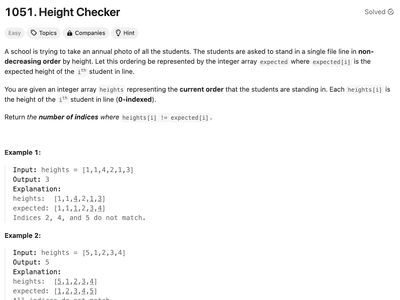 1051. Height Checker
Solved
Easy Topics Companies Hint
A school is trying to take an annual photo of all the students. The students are asked to stand in a single file line in non-
decreasing order by height. Let this ordering be represented by the integer array expected where expected[i] is the
expected height of the ith student in line.
You are given an integer array heights representing the current order that the students are standing in. Each heights[i] is
the height of the ith student in line (0-indexed).
Return the number of indices where heights[i] != expected[i].
Example 1:
Input: heights = [1,1,4,2,1,3]
Output: 3
Explanation:
heights: [1,1,4,2,1,3]
expected: [1,1,1,2,3,4]
Indices 2, 4, and 5 do not match.
Example 2:
Input: heights = [5,1,2,3,4]
Output: 5
Explanation:
heights: [5,1,2,3,4]
expected: [1,2,3,4,5]
All indices do not match.